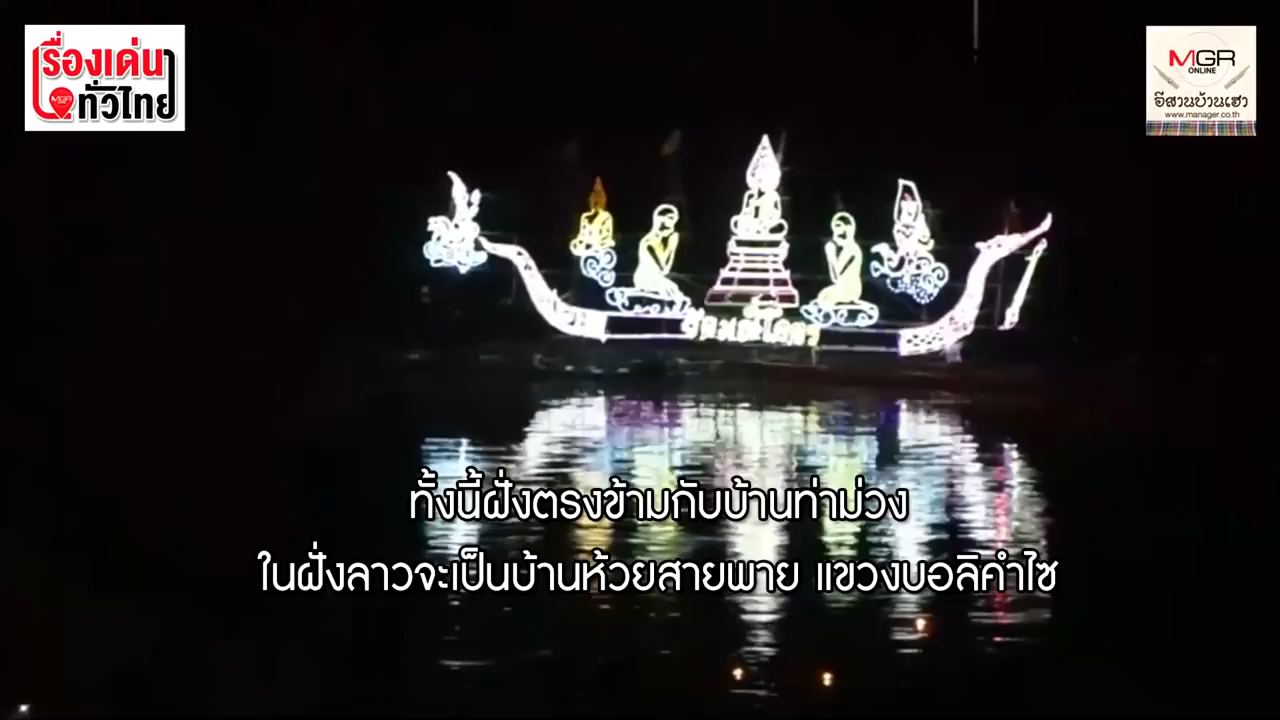 เรื่องเด่น
MGR
ทั่วไทย
MGR
ONLINE
อีสานบ้านเฮา
www.manager.co.th
ทั้งนี้ฝั่งตรงข้ามกับบ้านท่าม่วง
ในฝั่งลาวจะเป็นบ้านห้วยสายพาย แขวงบอลิคำไซ